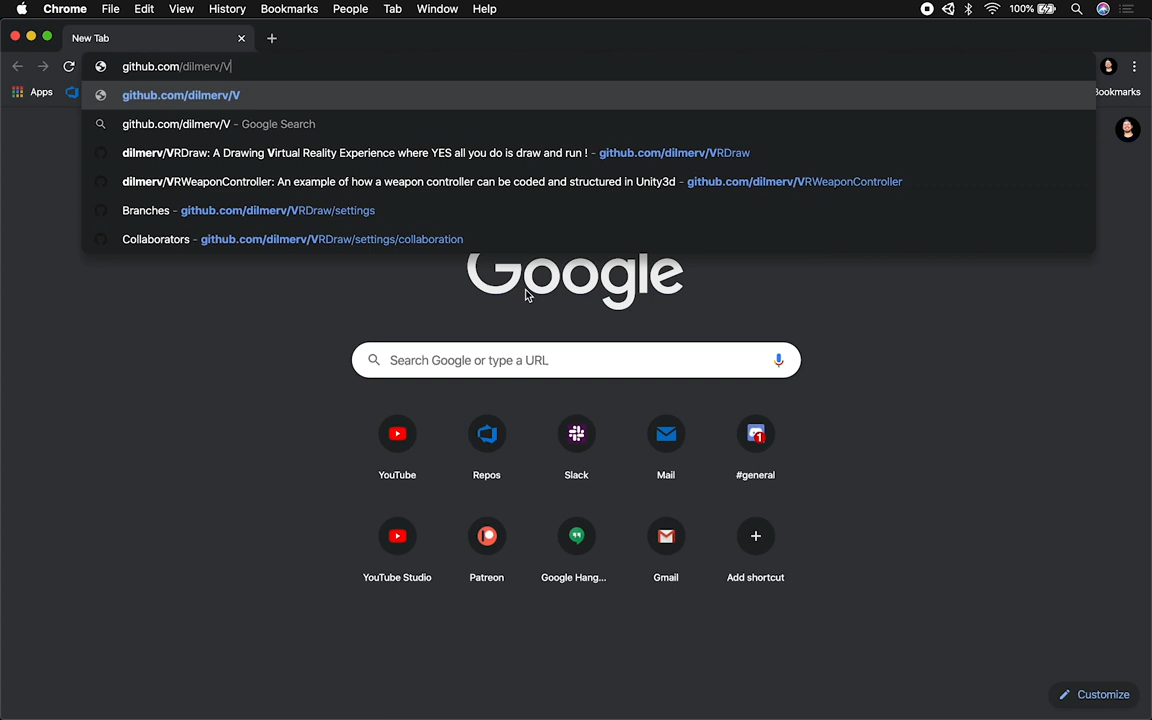 Chrome File Edit View History Bookmarks People Tab Window Help 100%
New Tab
github.com/dilmerv/V
Apps Bookmarks
github.com/dilmerv/V
github.com/dilmerv/V - Google Search
dilmerv/VRDraw: A Drawing Virtual Reality Experience where YES all you do is draw and run ! - github.com/dilmerv/VRDraw
dilmerv/VRWeaponController: An example of how a weapon controller can be coded and structured in Unity3d - github.com/dilmerv/VRWeaponController
Branches - github.com/dilmerv/VRDraw/settings
Collaborators - github.com/dilmerv/VRDraw/settings/collaboration
Google
Search Google or type a URL
1
YouTube Repos Slack Mail #general
YouTube Studio Patreon Google Hang... Gmail Add shortcut
Customize